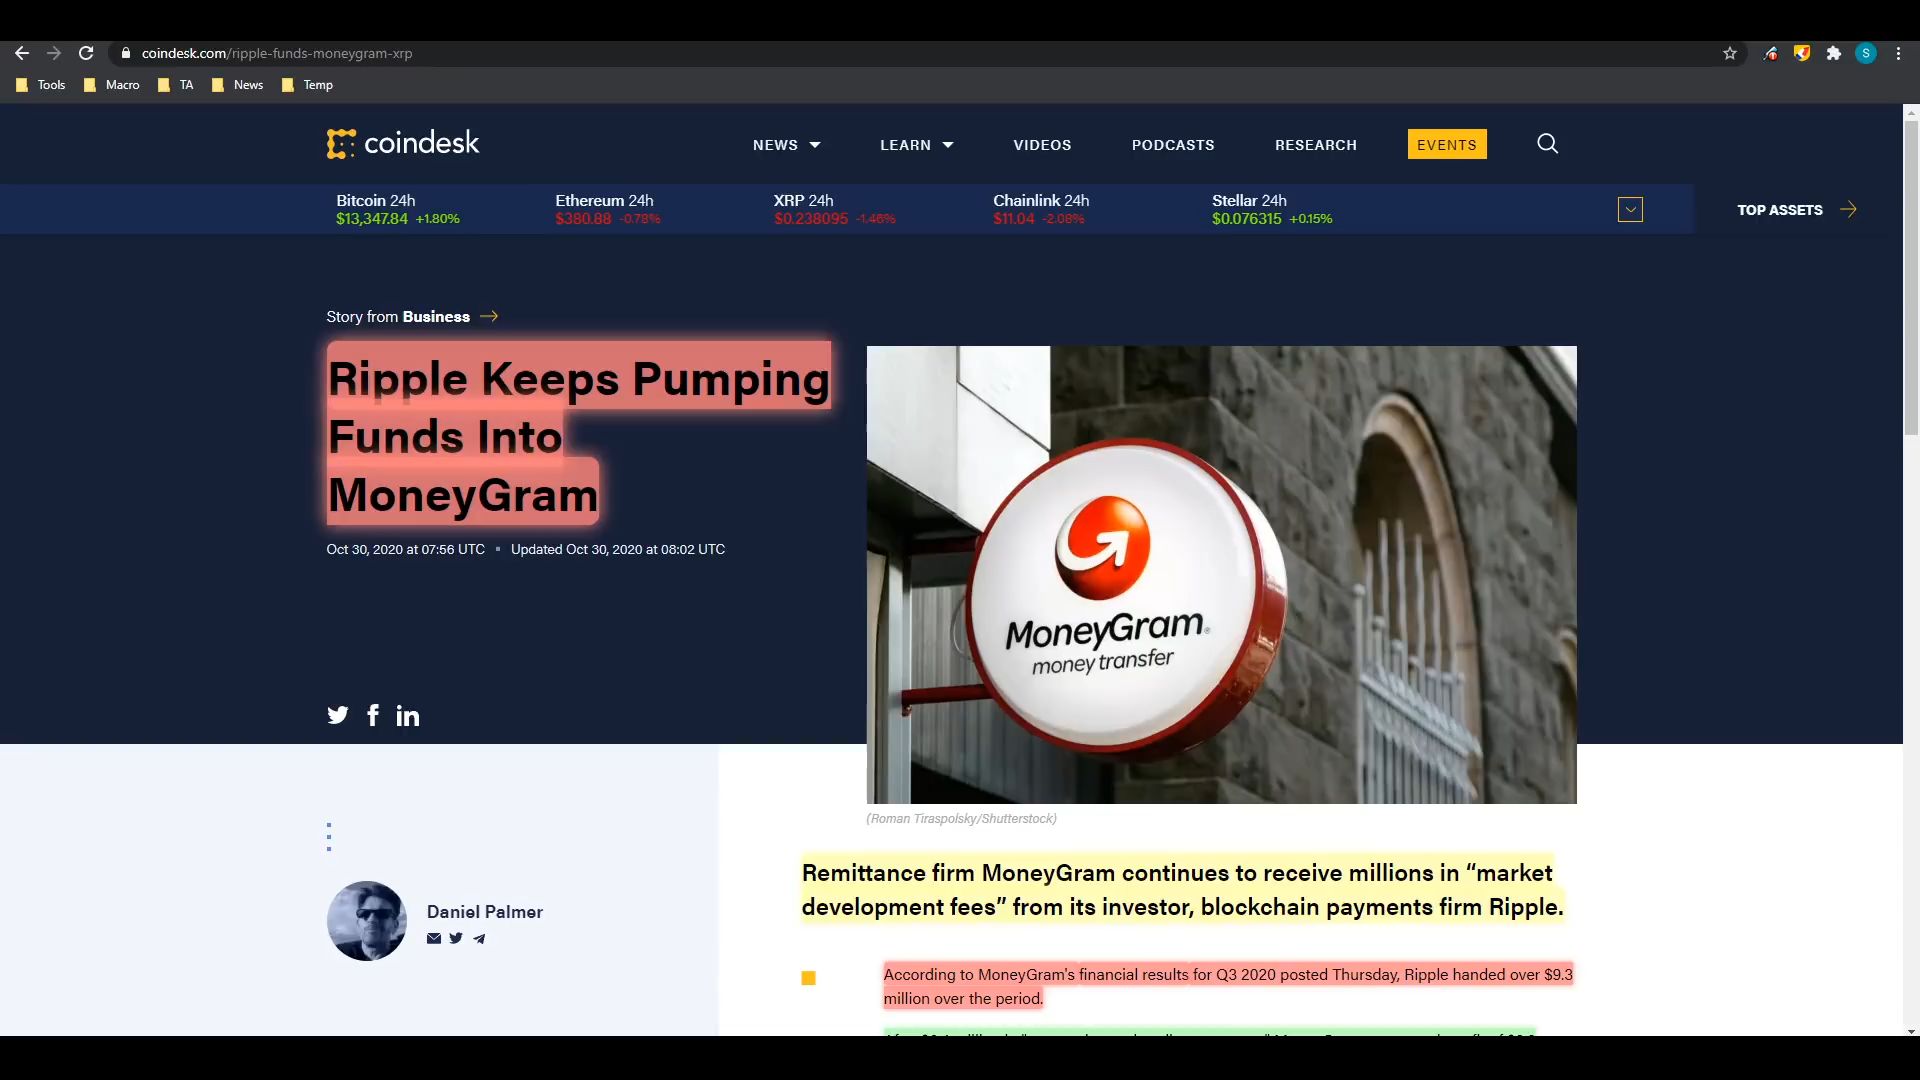 coindesk.com/ripple-funds-moneygram-xrp
S
Tools Macro TA News Temp
coindesk
NEWS LEARN VIDEOS PODCASTS RESEARCH EVENTS
Bitcoin 24h Ethereum 24h XRP 24h Chainlink 24h Stellar 24h
$13,347.84 +1.80% $380.88 -0.78% $0.238095 -1.46% $11.04 -2.08% $0.076315 +0.15%
TOP ASSETS
Story from Business
Ripple Keeps Pumping
Funds Into
MoneyGram
Oct 30, 2020 at 07:56 UTC ▪ Updated Oct 30, 2020 at 08:02 UTC
MoneyGram®
money transfer
(Roman Tiraspolsky/Shutterstock)
Daniel Palmer
Remittance firm MoneyGram continues to receive millions in “market
development fees” from its investor, blockchain payments firm Ripple.
According to MoneyGram's financial results for Q3 2020 posted Thursday, Ripple handed over $9.3
million over the period.